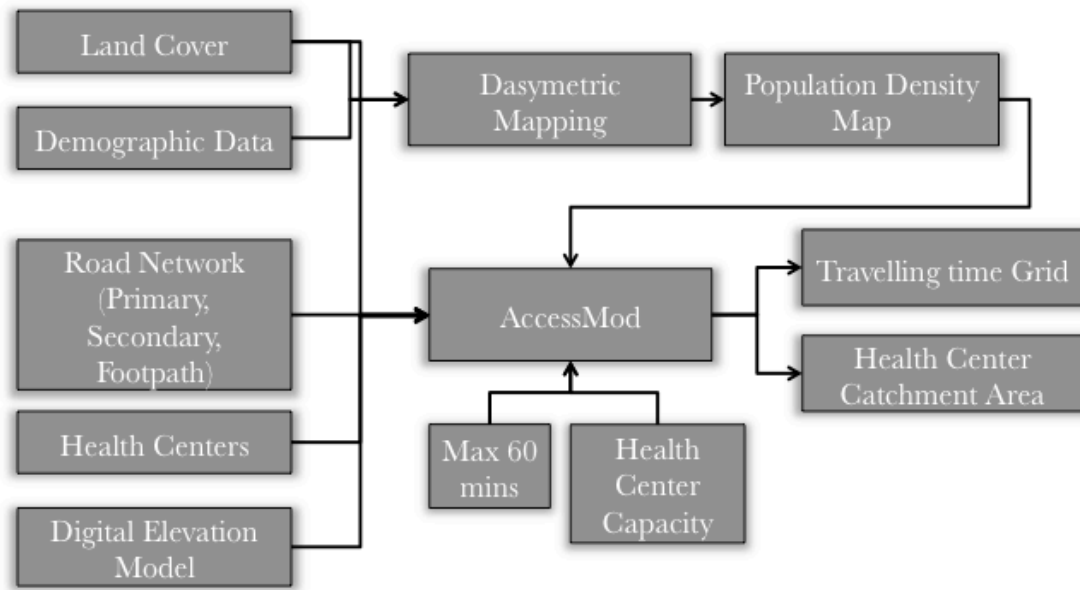 Land Cover
Demographic Data
Dasymetric
Mapping
Population Density
Map
Road Network
(Primary,
Secondary,
Footpath)
Health Centers
Digital Elevation
Model
AccessMod
Max 60
mins
Health
Center
Capacity
Travelling time Grid
Health Center
Catchment Area